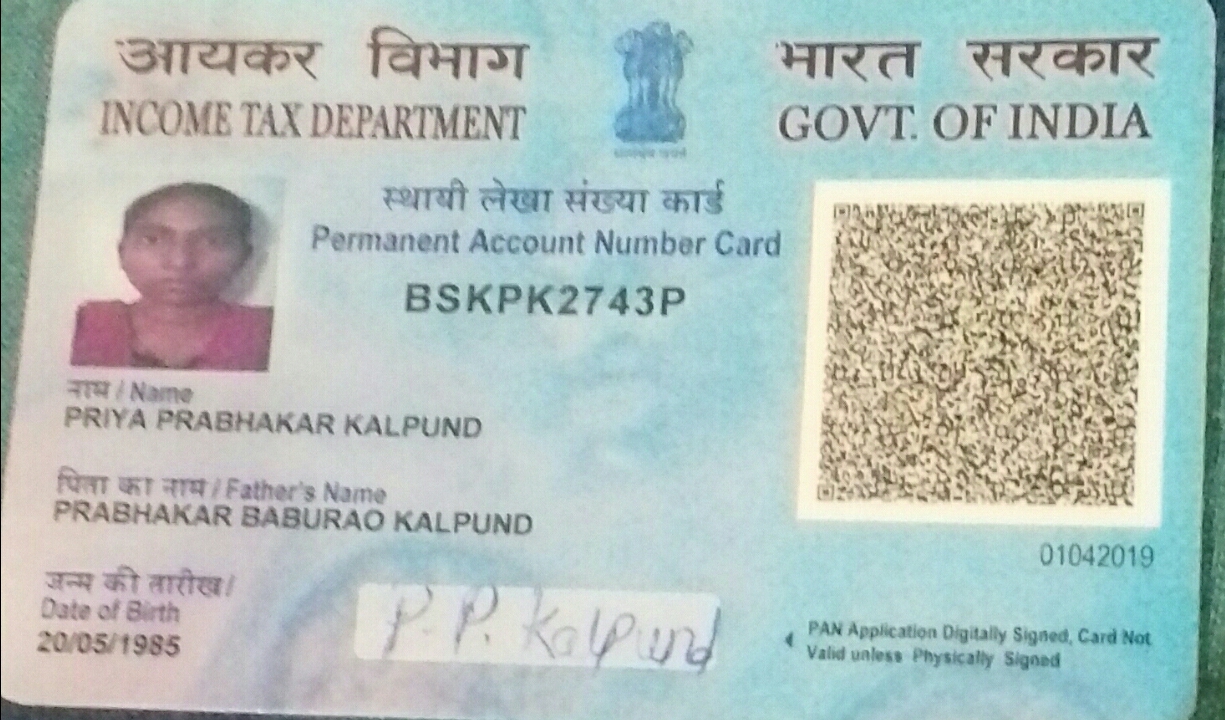 आयकर विभाग
INCOME TAX DEPARTMENT
भारत सरकार
GOVT. OF INDIA
स्थायी लेखा संख्या कार्ड
Permanent Account Number Card
BSKPK2743P
नाम / Name
PRIYA PRABHAKAR KALPUND
पिता का नाम / Father's Name
PRABHAKAR BABURAO KALPUND
जन्म की तारीख /
Date of Birth
20/05/1985
P. P. Kalpund
01042019
PAN Application Digitally Signed, Card Not
Valid unless Physically Signed